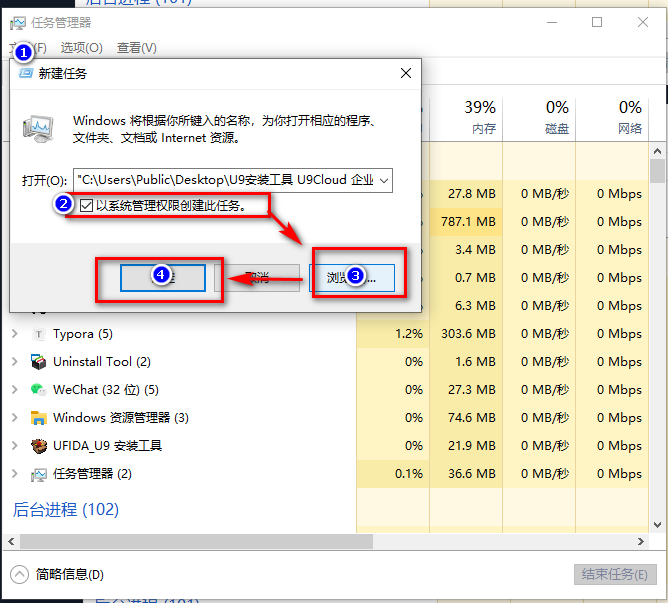 后台进程 (101)
任务管理器
(F) 选项(O) 查看(V)
1
新建任务
Windows 将根据你所键入的名称，为你打开相应的程序、
文件夹、文档或 Internet 资源。
打开(O): "C:\Users\Public\Desktop\U9安装工具 U9Cloud 企业
2 以系统管理权限创建此任务。
4 取消 浏览 3 ...
39% 0% 0%
内存 磁盘 网络
27.8 MB 0 MB/秒 0 Mbps
787.1 MB 0 MB/秒 0 Mbps
3.4 MB 0 MB/秒 0 Mbps
0.7 MB 0 MB/秒 0 Mbps
6.3 MB 0 MB/秒 0 Mbps
Typora (5) 1.2% 303.6 MB 0 MB/秒 0 Mbps
Uninstall Tool (2) 0% 1.6 MB 0 MB/秒 0 Mbps
WeChat (32 位) (5) 0% 27.3 MB 0 MB/秒 0 Mbps
Windows 资源管理器 (3) 0% 74.6 MB 0 MB/秒 0 Mbps
UFIDA_U9 安装工具 0% 21.9 MB 0 MB/秒 0 Mbps
任务管理器 (2) 0.1% 36.6 MB 0 MB/秒 0 Mbps
后台进程 (102)
简略信息(D) 结束任务(E)
后台进程 (101)